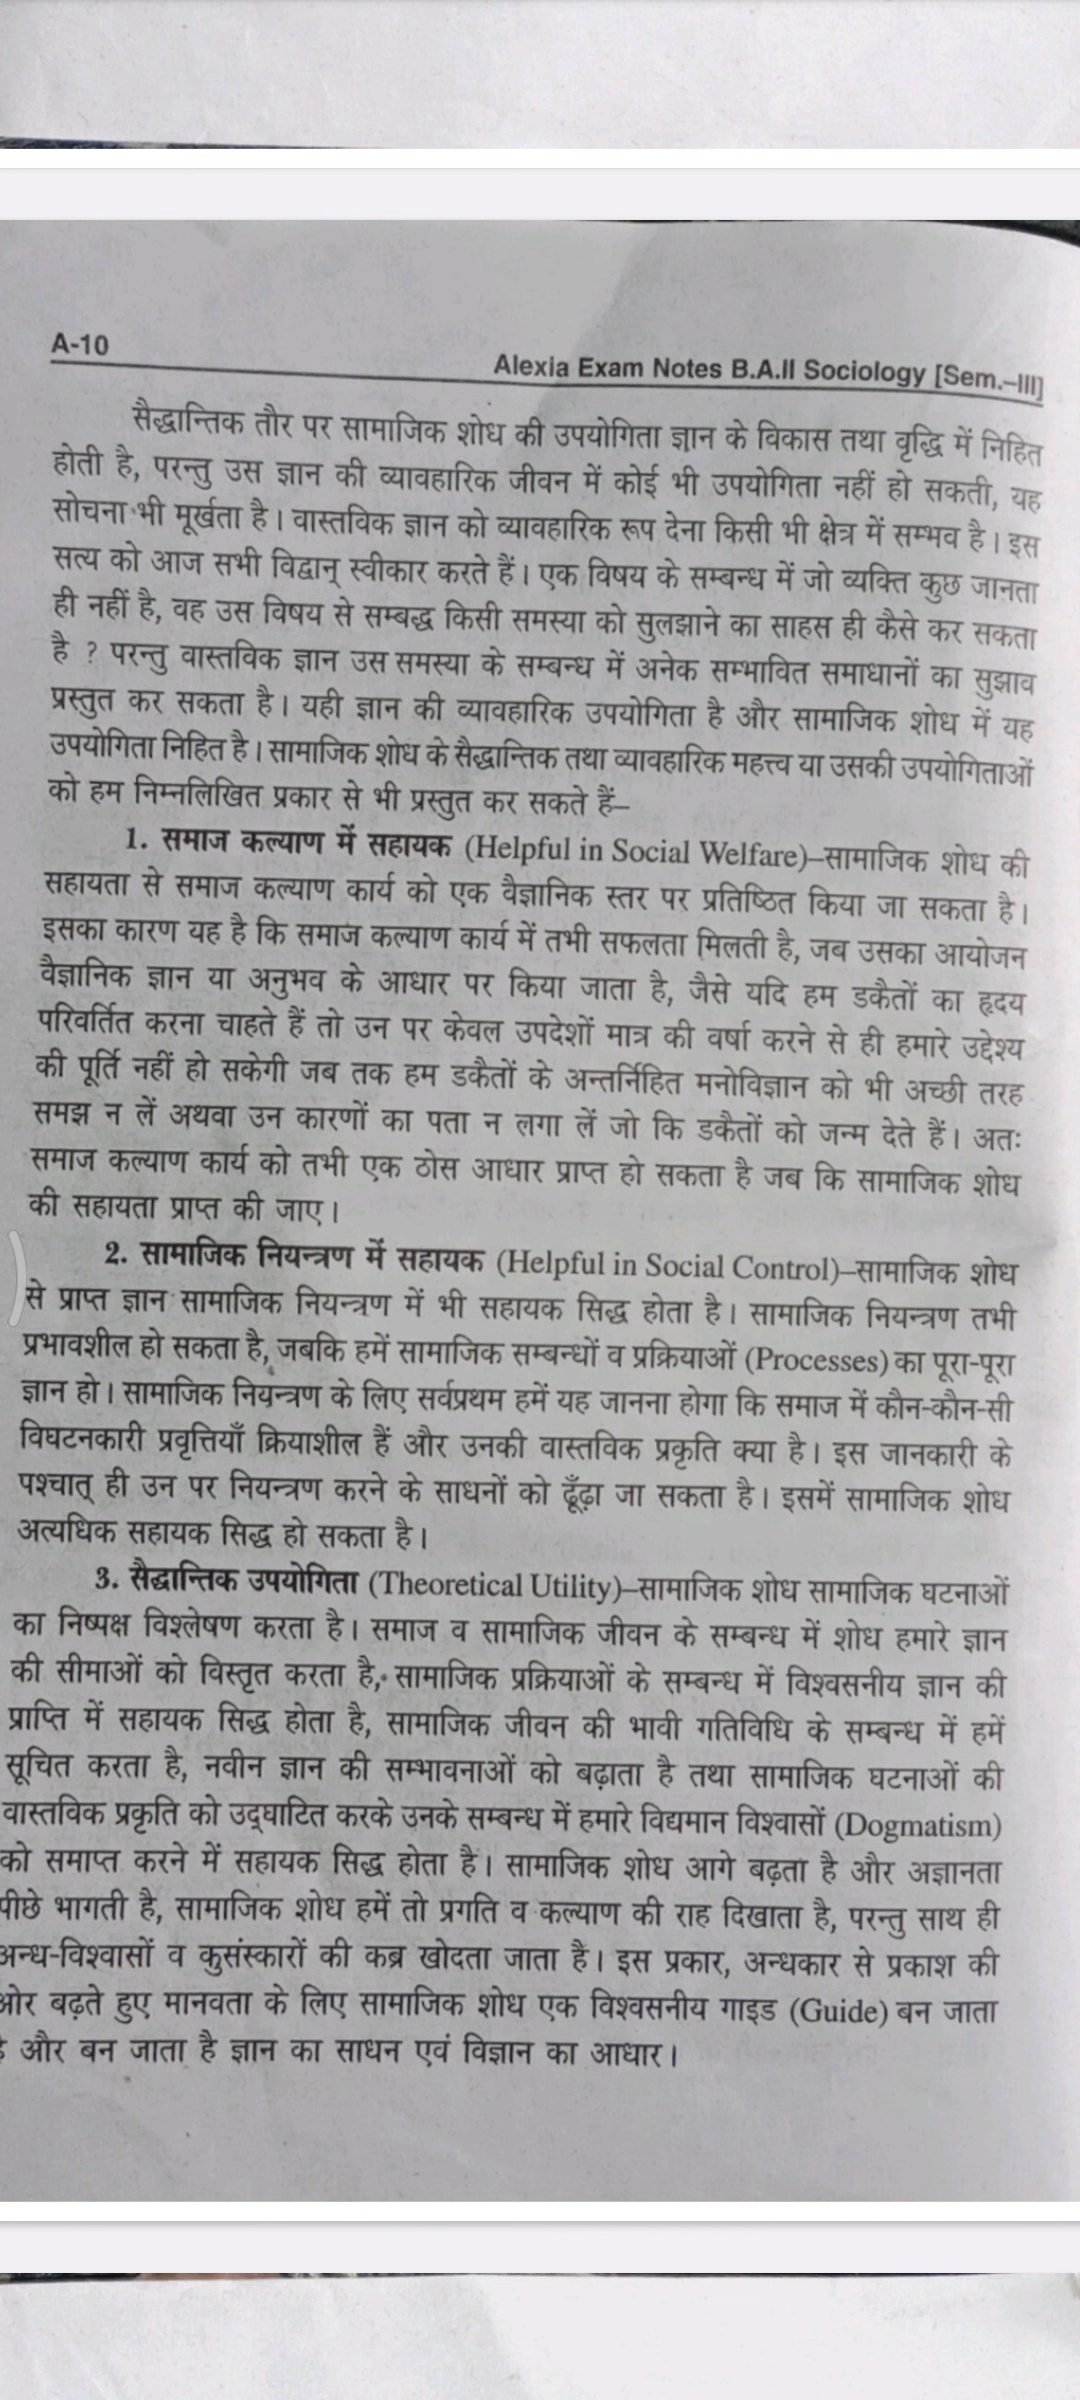 A-10
Alexia Exam Notes B.A.II Sociology [Sem.–III]
सैद्धान्तिक तौर पर सामाजिक शोध की उपयोगिता ज्ञान के विकास तथा वृद्धि में निहित
होती है, परन्तु उस ज्ञान की व्यावहारिक जीवन में कोई भी उपयोगिता नहीं हो सकती, यह
सोचना भी मूर्खता है। वास्तविक ज्ञान को व्यावहारिक रूप देना किसी भी क्षेत्र में सम्भव है। इस
सत्य को आज सभी विद्वान् स्वीकार करते हैं। एक विषय के सम्बन्ध में जो व्यक्ति कुछ जानता
ही नहीं है, वह उस विषय से सम्बद्ध किसी समस्या को सुलझाने का साहस ही कैसे कर सकता
है ? परन्तु वास्तविक ज्ञान उस समस्या के सम्बन्ध में अनेक सम्भावित समाधानों का सुझाव
प्रस्तुत कर सकता है। यही ज्ञान की व्यावहारिक उपयोगिता है और सामाजिक शोध में यह
उपयोगिता निहित है। सामाजिक शोध के सैद्धान्तिक तथा व्यावहारिक महत्त्व या उसकी उपयोगिताओं
को हम निम्नलिखित प्रकार से भी प्रस्तुत कर सकते हैं–
1. समाज कल्याण में सहायक (Helpful in Social Welfare)–सामाजिक शोध की
सहायता से समाज कल्याण कार्य को एक वैज्ञानिक स्तर पर प्रतिष्ठित किया जा सकता है।
इसका कारण यह है कि समाज कल्याण कार्य में तभी सफलता मिलती है, जब उसका आयोजन
वैज्ञानिक ज्ञान या अनुभव के आधार पर किया जाता है, जैसे यदि हम डकैतों का हृदय
परिवर्तित करना चाहते हैं तो उन पर केवल उपदेशों मात्र की वर्षा करने से ही हमारे उद्देश्य
की पूर्ति नहीं हो सकेगी जब तक हम डकैतों के अन्तर्निहित मनोविज्ञान को भी अच्छी तरह
समझ न लें अथवा उन कारणों का पता न लगा लें जो कि डकैतों को जन्म देते हैं। अतः
समाज कल्याण कार्य को तभी एक ठोस आधार प्राप्त हो सकता है जब कि सामाजिक शोध
की सहायता प्राप्त की जाए।
2. सामाजिक नियन्त्रण में सहायक (Helpful in Social Control)–सामाजिक शोध
से प्राप्त ज्ञान सामाजिक नियन्त्रण में भी सहायक सिद्ध होता है। सामाजिक नियन्त्रण तभी
प्रभावशील हो सकता है, जबकि हमें सामाजिक सम्बन्धों व प्रक्रियाओं (Processes) का पूरा-पूरा
ज्ञान हो। सामाजिक नियन्त्रण के लिए सर्वप्रथम हमें यह जानना होगा कि समाज में कौन-कौन-सी
विघटनकारी प्रवृत्तियाँ क्रियाशील हैं और उनकी वास्तविक प्रकृति क्या है। इस जानकारी के
पश्चात् ही उन पर नियन्त्रण करने के साधनों को ढूँढ़ा जा सकता है। इसमें सामाजिक शोध
अत्यधिक सहायक सिद्ध हो सकता है।
3. सैद्धान्तिक उपयोगिता (Theoretical Utility)–सामाजिक शोध सामाजिक घटनाओं
का निष्पक्ष विश्लेषण करता है। समाज व सामाजिक जीवन के सम्बन्ध में शोध हमारे ज्ञान
की सीमाओं को विस्तृत करता है, सामाजिक प्रक्रियाओं के सम्बन्ध में विश्वसनीय ज्ञान की
प्राप्ति में सहायक सिद्ध होता है, सामाजिक जीवन की भावी गतिविधि के सम्बन्ध में हमें
सूचित करता है, नवीन ज्ञान की सम्भावनाओं को बढ़ाता है तथा सामाजिक घटनाओं की
वास्तविक प्रकृति को उद्‌घाटित करके उनके सम्बन्ध में हमारे विद्यमान विश्वासों (Dogmatism)
को समाप्त करने में सहायक सिद्ध होता है। सामाजिक शोध आगे बढ़ता है और अज्ञानता
पीछे भागती है, सामाजिक शोध हमें तो प्रगति व कल्याण की राह दिखाता है, परन्तु साथ ही
अन्ध-विश्वासों व कुसंस्कारों की कब्र खोदता जाता है। इस प्रकार, अन्धकार से प्रकाश की
ओर बढ़ते हुए मानवता के लिए सामाजिक शोध एक विश्वसनीय गाइड (Guide) बन जाता
है और बन जाता है ज्ञान का साधन एवं विज्ञान का आधार।